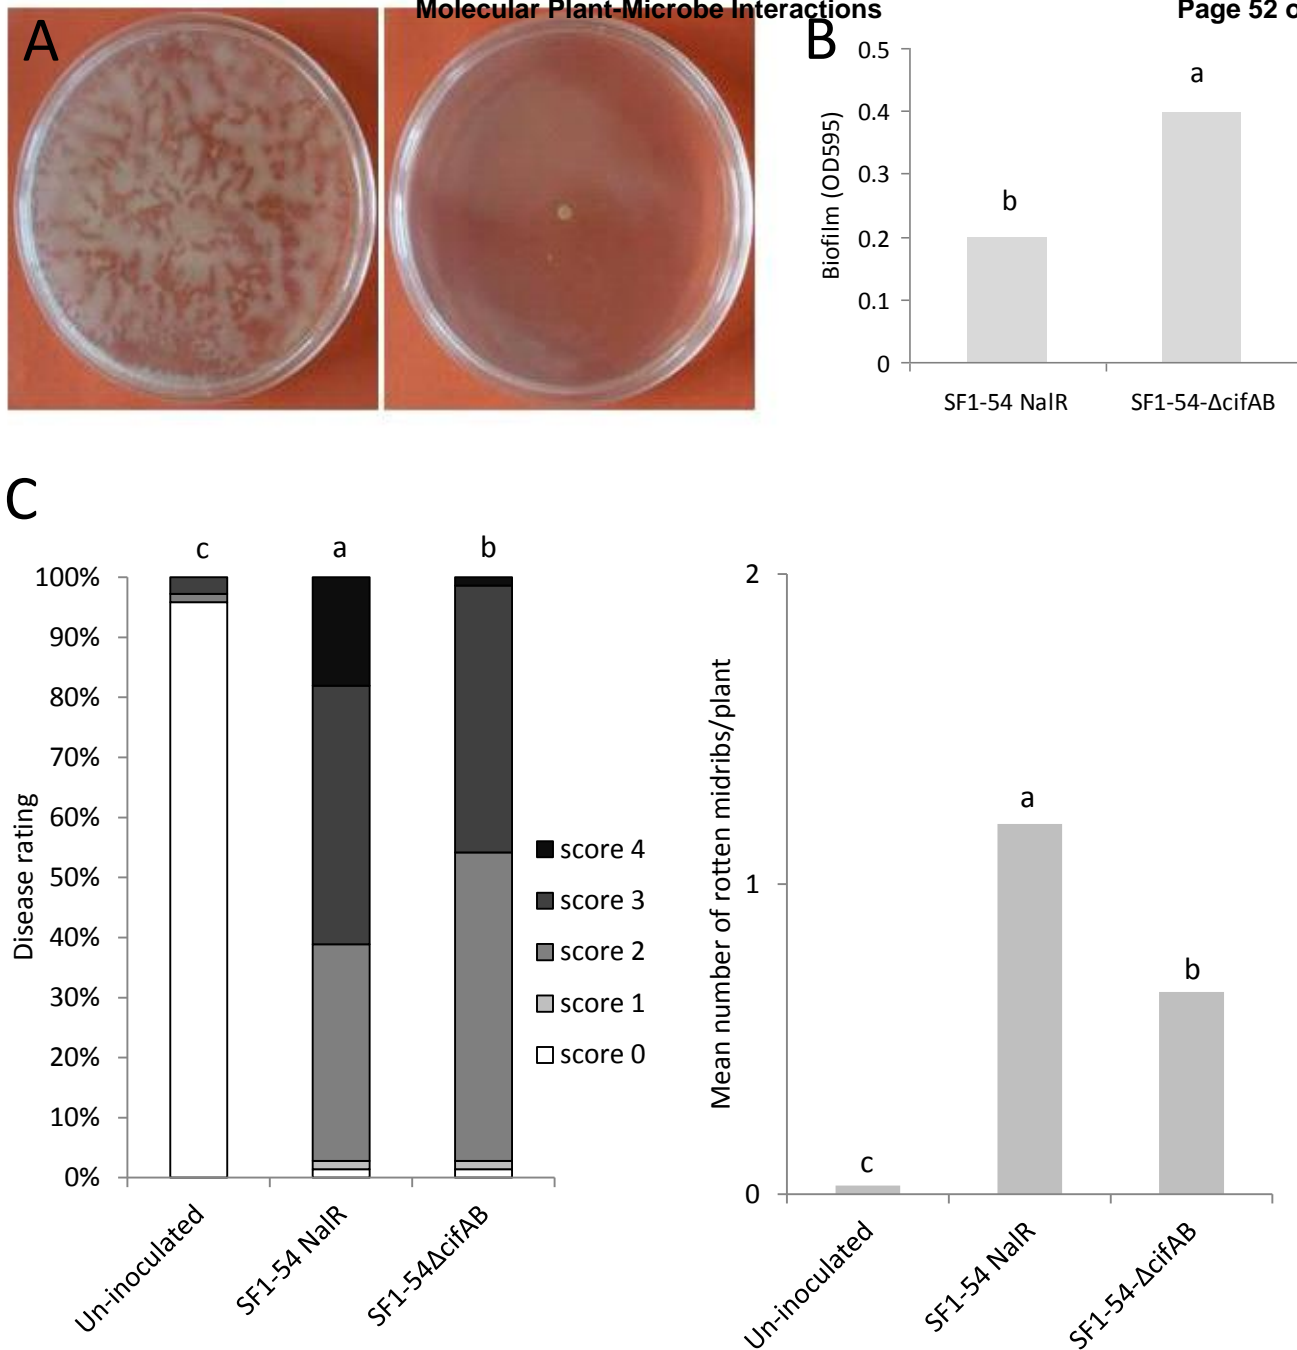 Molecular Plant-Microbe Interactions
Page 52 o
A
B
0.5
0.4
0.3
0.2
0.1
0
Biofilm (OD595)
b
a
SF1-54 NalR
SF1-54-ΔcifAB
C
c
a
b
100%
90%
80%
70%
60%
50%
40%
30%
20%
10%
0%
Disease rating
score 4
score 3
score 2
score 1
score 0
Un-inoculated
SF1-54 NalR
SF1-54ΔcifAB
2
1
0
Mean number of rotten midribs/plant
c
a
b
Un-inoculated
SF1-54 NalR
SF1-54-ΔcifAB